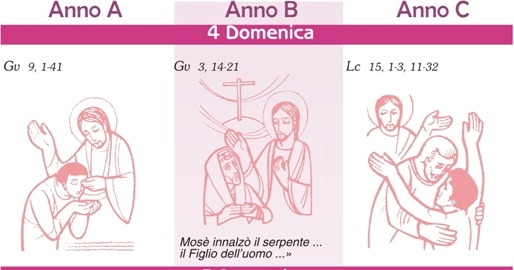 Anno A
Anno B
Anno C
4 Domenica
Gv 9, 1-41
Gv 3, 14-21
Lc 15, 1-3, 11-32
Mosè innalzò il serpente ...
il Figlio dell'uomo ...»